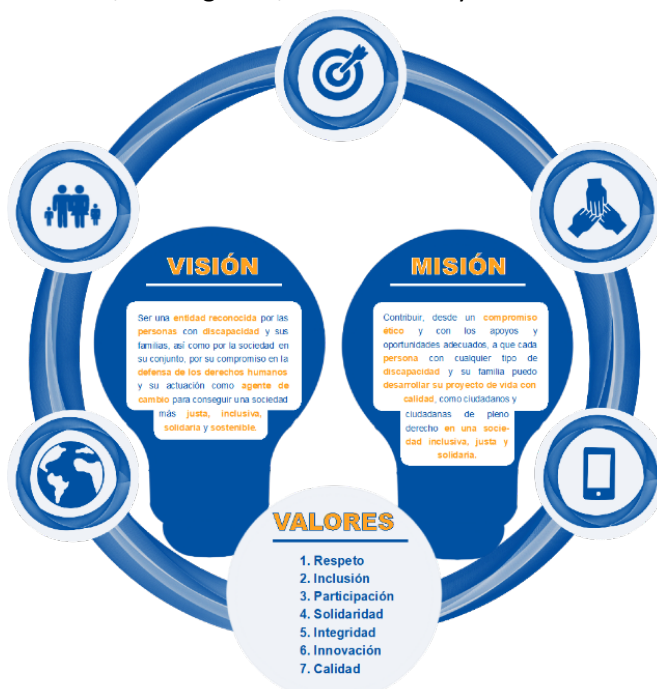 VISIÓN
Ser una entidad reconocida por las
personas con discapacidad y sus
familias, así como por la sociedad en
su conjunto, por su compromiso en la
defensa de los derechos humanos
y su actuación como agente de
cambio para conseguir una sociedad
más justa, inclusiva,
solidaria y sostenible.
MISIÓN
Contribuir, desde un compromiso
ético y con los apoyos y
oportunidades adecuados, a que cada
persona con cualquier tipo de
discapacidad y su familia puedo
desarrollar su proyecto de vida con
calidad, como ciudadanos y
ciudadanas de pleno
derecho en una socie-
dad inclusiva, justa y
solidaria.
VALORES
1. Respeto
2. Inclusión
3. Participación
4. Solidaridad
5. Integridad
6. Innovación
7. Calidad